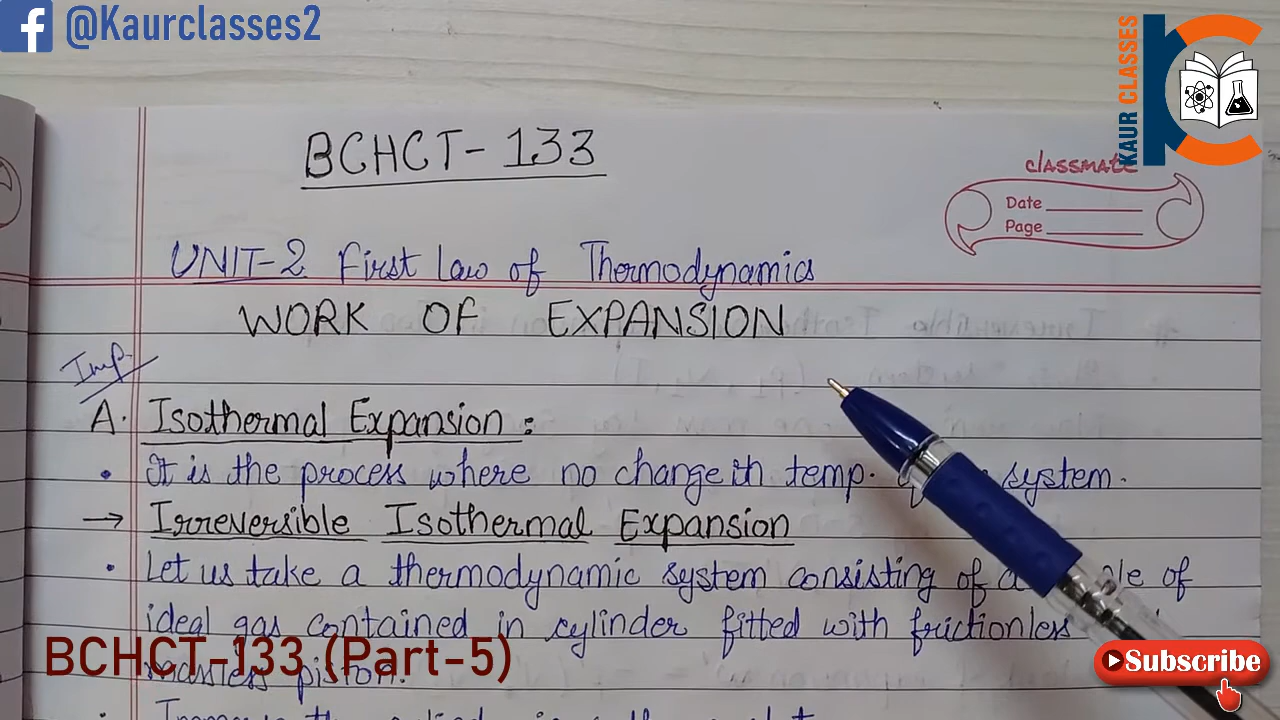 @Kaurclasses2
KAUR CLASSES
BCHCT-133
classmate
Date
Page
UNIT-2 First law of Thermodynamics
WORK OF EXPANSION
Imp.
A. Isothermal Expansion :
• It is the process where no change in temp. system.
→ Irreversible Isothermal Expansion
• Let us take a thermodynamic system consisting of a of
ideal gas contained in cylinder fitted with frictionless
piston.
BCHCT-133 (Part-5)
Subscribe